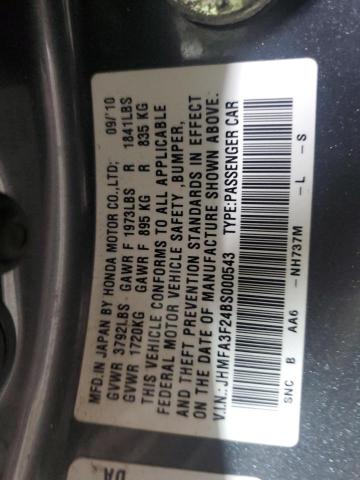 MFD.IN JAPAN BY HONDA MOTOR CO.,LTD. 09/'10
GVWR 3792LBS GAWR F 1973LBS R 1841LBS
GVWR 1720KG GAWR F 895 KG R 835 KG
THIS VEHICLE CONFORMS TO ALL APPLICABLE
FEDERAL MOTOR VEHICLE SAFETY ,BUMPER,
AND THEFT PREVENTION STANDARDS IN EFFECT
ON THE DATE OF MANUFACTURE SHOWN ABOVE.
V.I.N.:JHMFA3F24BS000543 TYPE:PASSENGER CAR
SNC B AA6 -NH737M -L -S